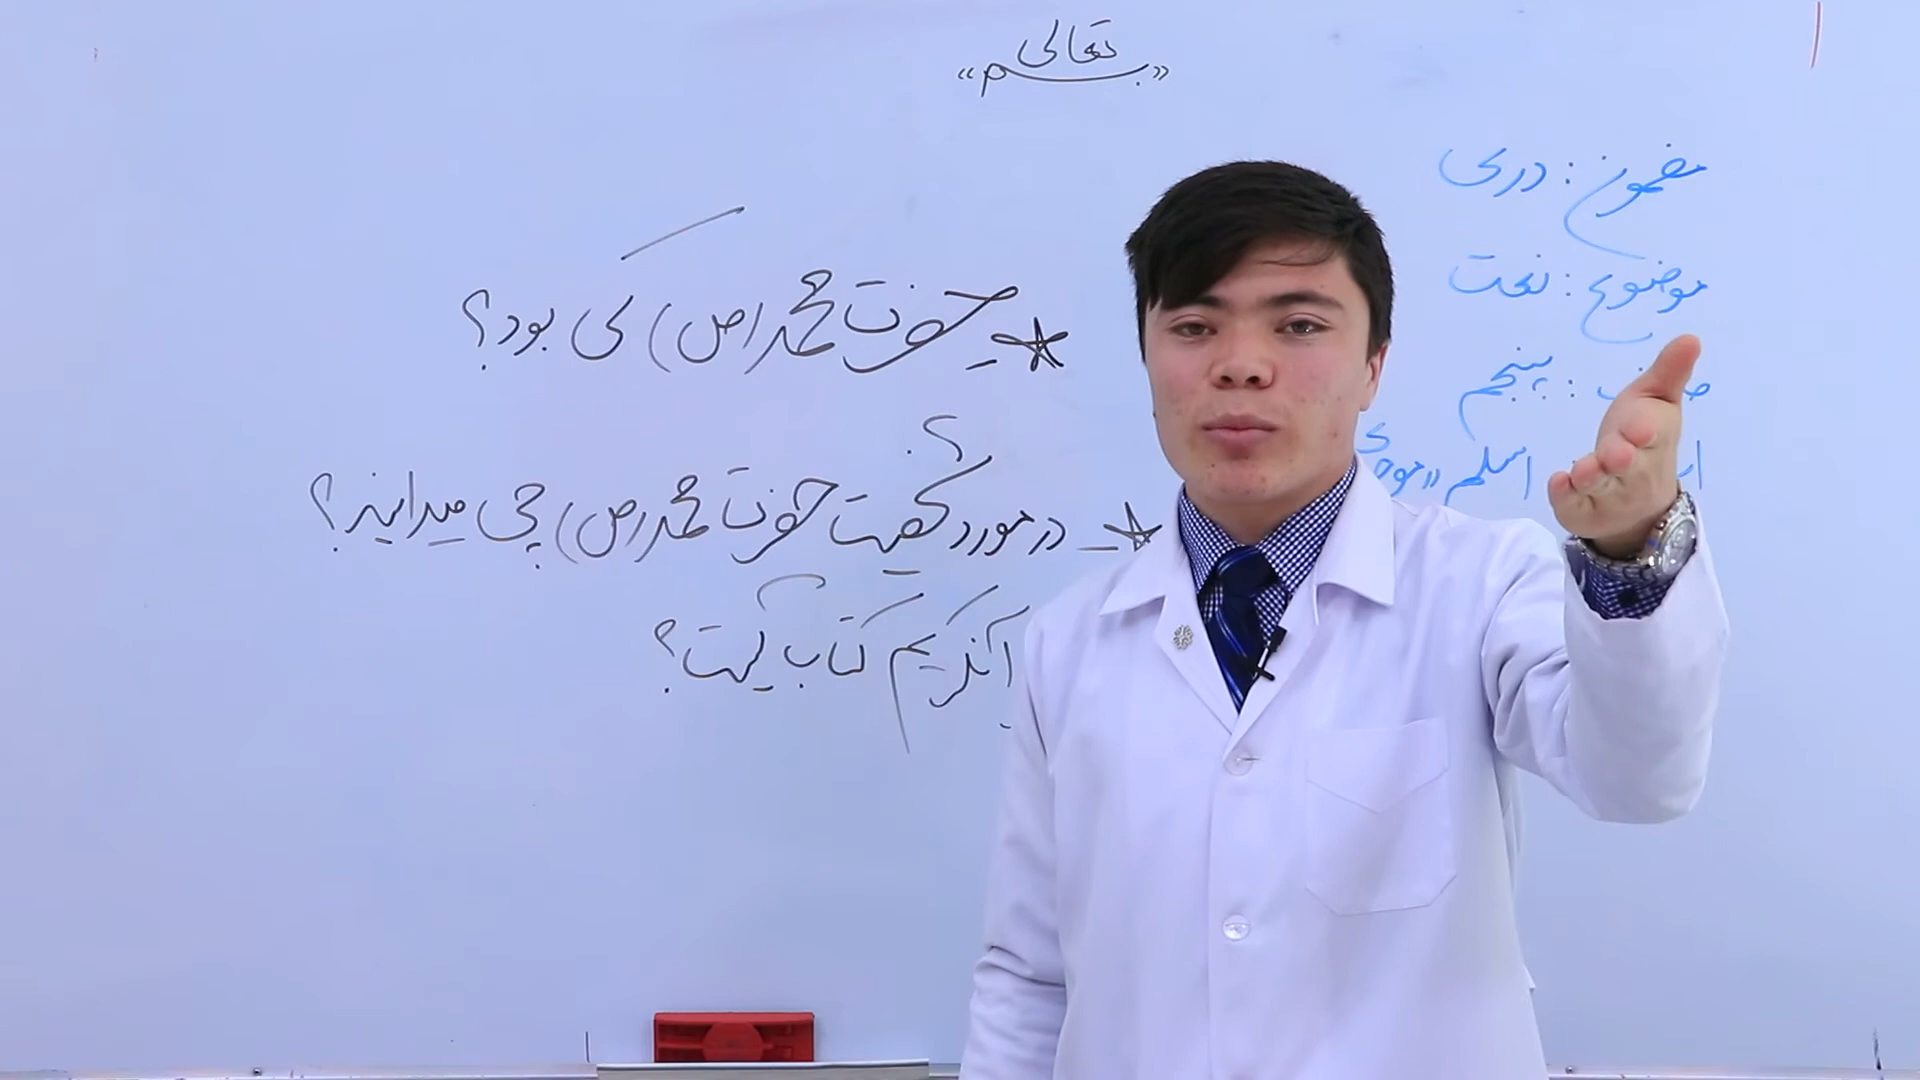 «بسم تعالی»
مضمون : دری
موضوع : نعت
: پنجم
اسلم
حضرت محمد (ص) کی بود؟
در مورد شخصیت حضرت محمد (ص) چی میدانید؟
کتاب کیست؟